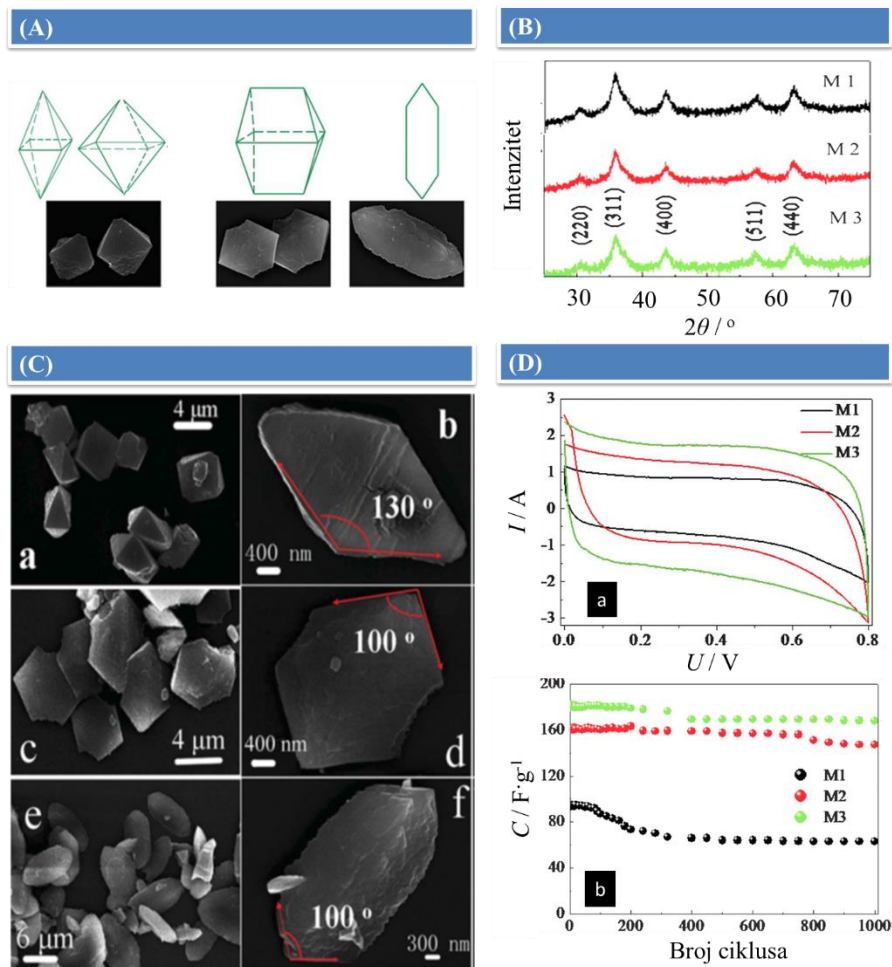 (A)
(B)
Intenzitet
M 1
M 2
M 3
(220)
(311)
(400)
(511)
(440)
30 40 50 60 70
2θ / °
(C)
4 µm
a
b
130 °
400 nm
c
4 µm
d
100 °
400 nm
e
6 µm
f
100 °
300 nm
(D)
I / A
3
2
1
0
-1
-2
-3
M1
M2
M3
a
0.0 0.2 0.4 0.6 0.8
U / V
C / F·g⁻¹
200
160
120
80
40
0
M1
M2
M3
b
0 200 400 600 800 1000
Broj ciklusa